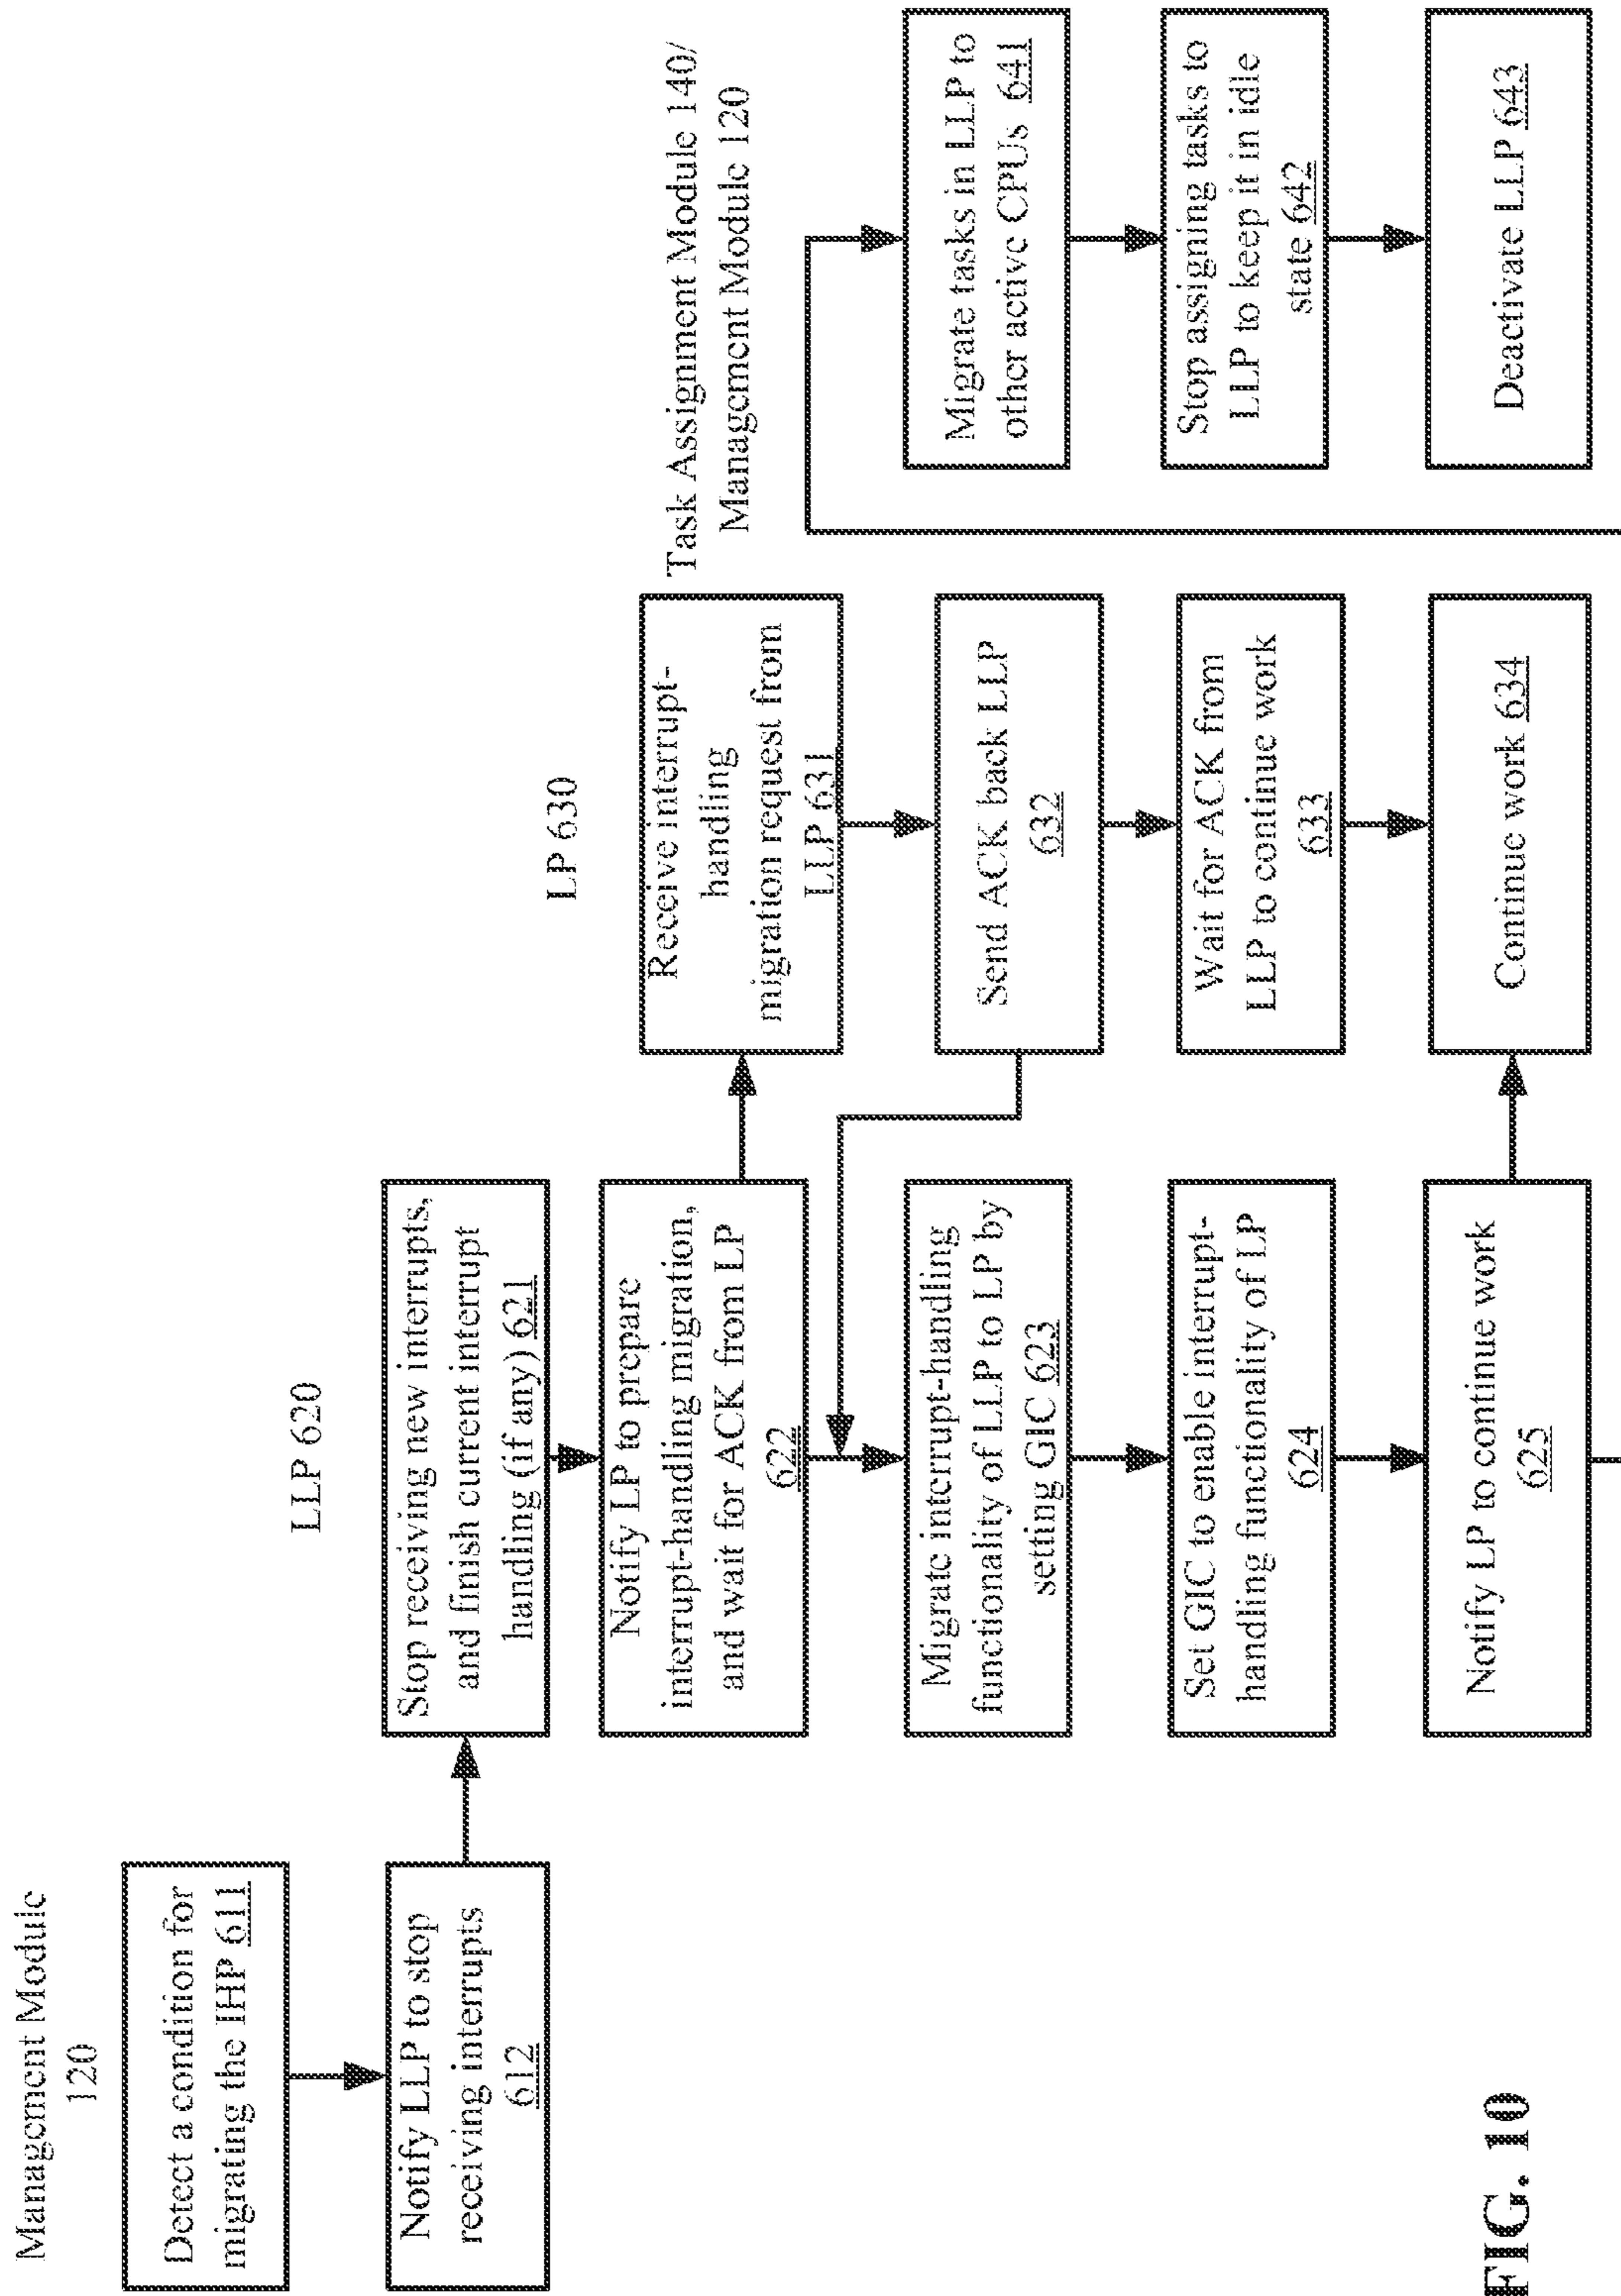 Management Module
120
Detect a condition for
migrating the IHP 611
Notify LLP to stop
receiving interrupts
612
LLP 620
Stop receiving new interrupts,
and finish current interrupt
handling (if any) 621
Notify LP to prepare
interrupt-handling migration,
and wait for ACK from LP
622
Migrate interrupt-handling
functionality of LLP to LP by
setting GIC 623
Set GIC to enable interrupt-
handling functionality of LP
624
Notify LP to continue work
625
LP 630
Receive interrupt-
handling
migration request from
LLP 631
Send ACK back LLP
632
Wait for ACK from
LLP to continue work
633
Continue work 634
Task Assignment Module 140/
Management Module 120
Migrate tasks in LLP to
other active CPUs 641
Stop assigning tasks to
LLP to keep it in idle
state 642
Deactivate LLP 643
FIG. 10